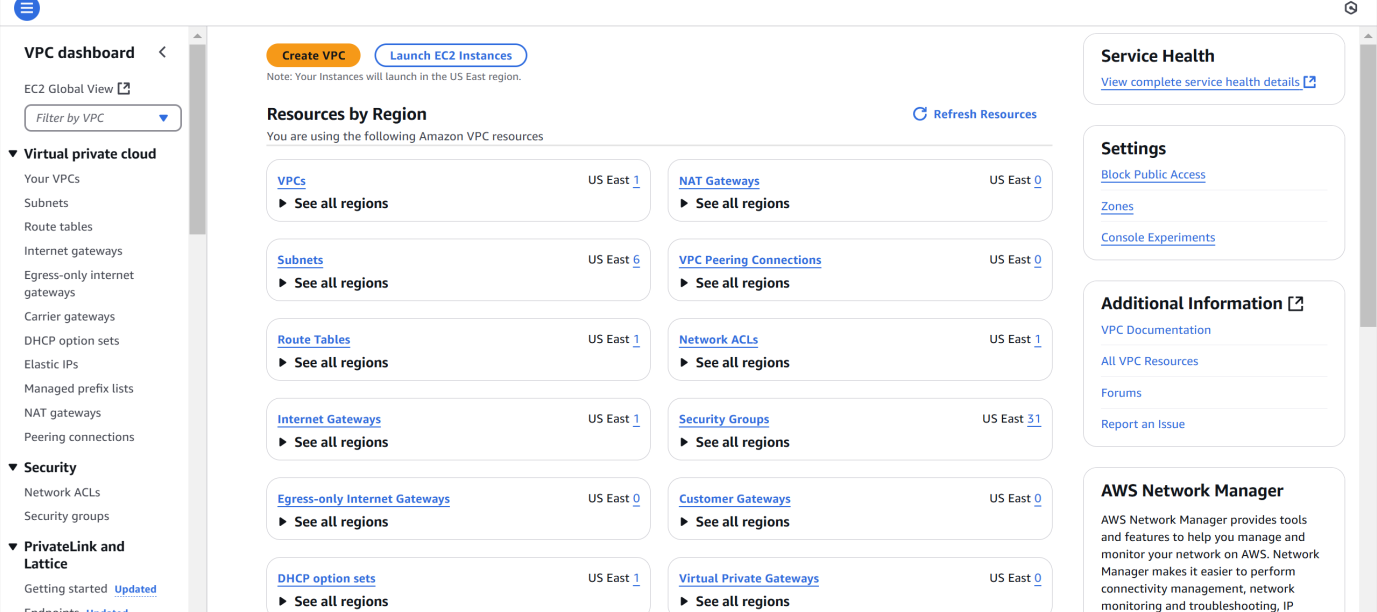 VPC dashboard
EC2 Global View
Filter by VPC
Virtual private cloud
Your VPCs
Subnets
Route tables
Internet gateways
Egress-only internet
gateways
Carrier gateways
DHCP option sets
Elastic IPs
Managed prefix lists
NAT gateways
Peering connections
Security
Network ACLs
Security groups
PrivateLink and
Lattice
Getting started Updated
Endpoints Updated
Create VPC
Launch EC2 Instances
Note: Your Instances will launch in the US East region.
Resources by Region
Refresh Resources
You are using the following Amazon VPC resources
VPCs US East 1
See all regions
NAT Gateways US East 0
See all regions
Subnets US East 6
See all regions
VPC Peering Connections US East 0
See all regions
Route Tables US East 1
See all regions
Network ACLs US East 1
See all regions
Internet Gateways US East 1
See all regions
Security Groups US East 31
See all regions
Egress-only Internet Gateways US East 0
See all regions
Customer Gateways US East 0
See all regions
DHCP option sets US East 1
See all regions
Virtual Private Gateways US East 0
See all regions
Service Health
View complete service health details
Settings
Block Public Access
Zones
Console Experiments
Additional Information
VPC Documentation
All VPC Resources
Forums
Report an Issue
AWS Network Manager
AWS Network Manager provides tools
and features to help you manage and
monitor your network on AWS. Network
Manager makes it easier to perform
connectivity management, network
monitoring and troubleshooting, IP